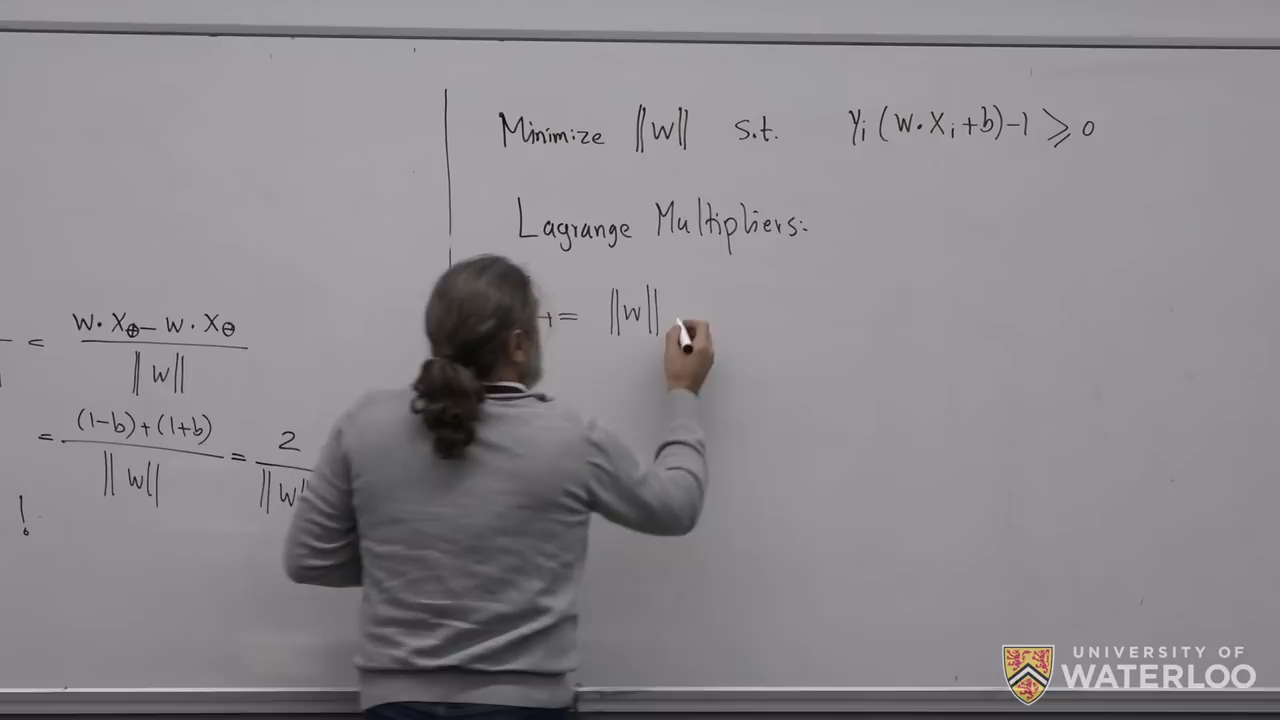 Minimize ||w|| s.t. yᵢ(w·xᵢ+b)-1 ⩾ 0
Lagrange Multipliers:
= ||w||
= w·x⊕ - w·x⊖ / ||w||
= (1-b)+(1+b) / ||w|| = 2 / ||w
!
UNIVERSITY OF
WATERLOO